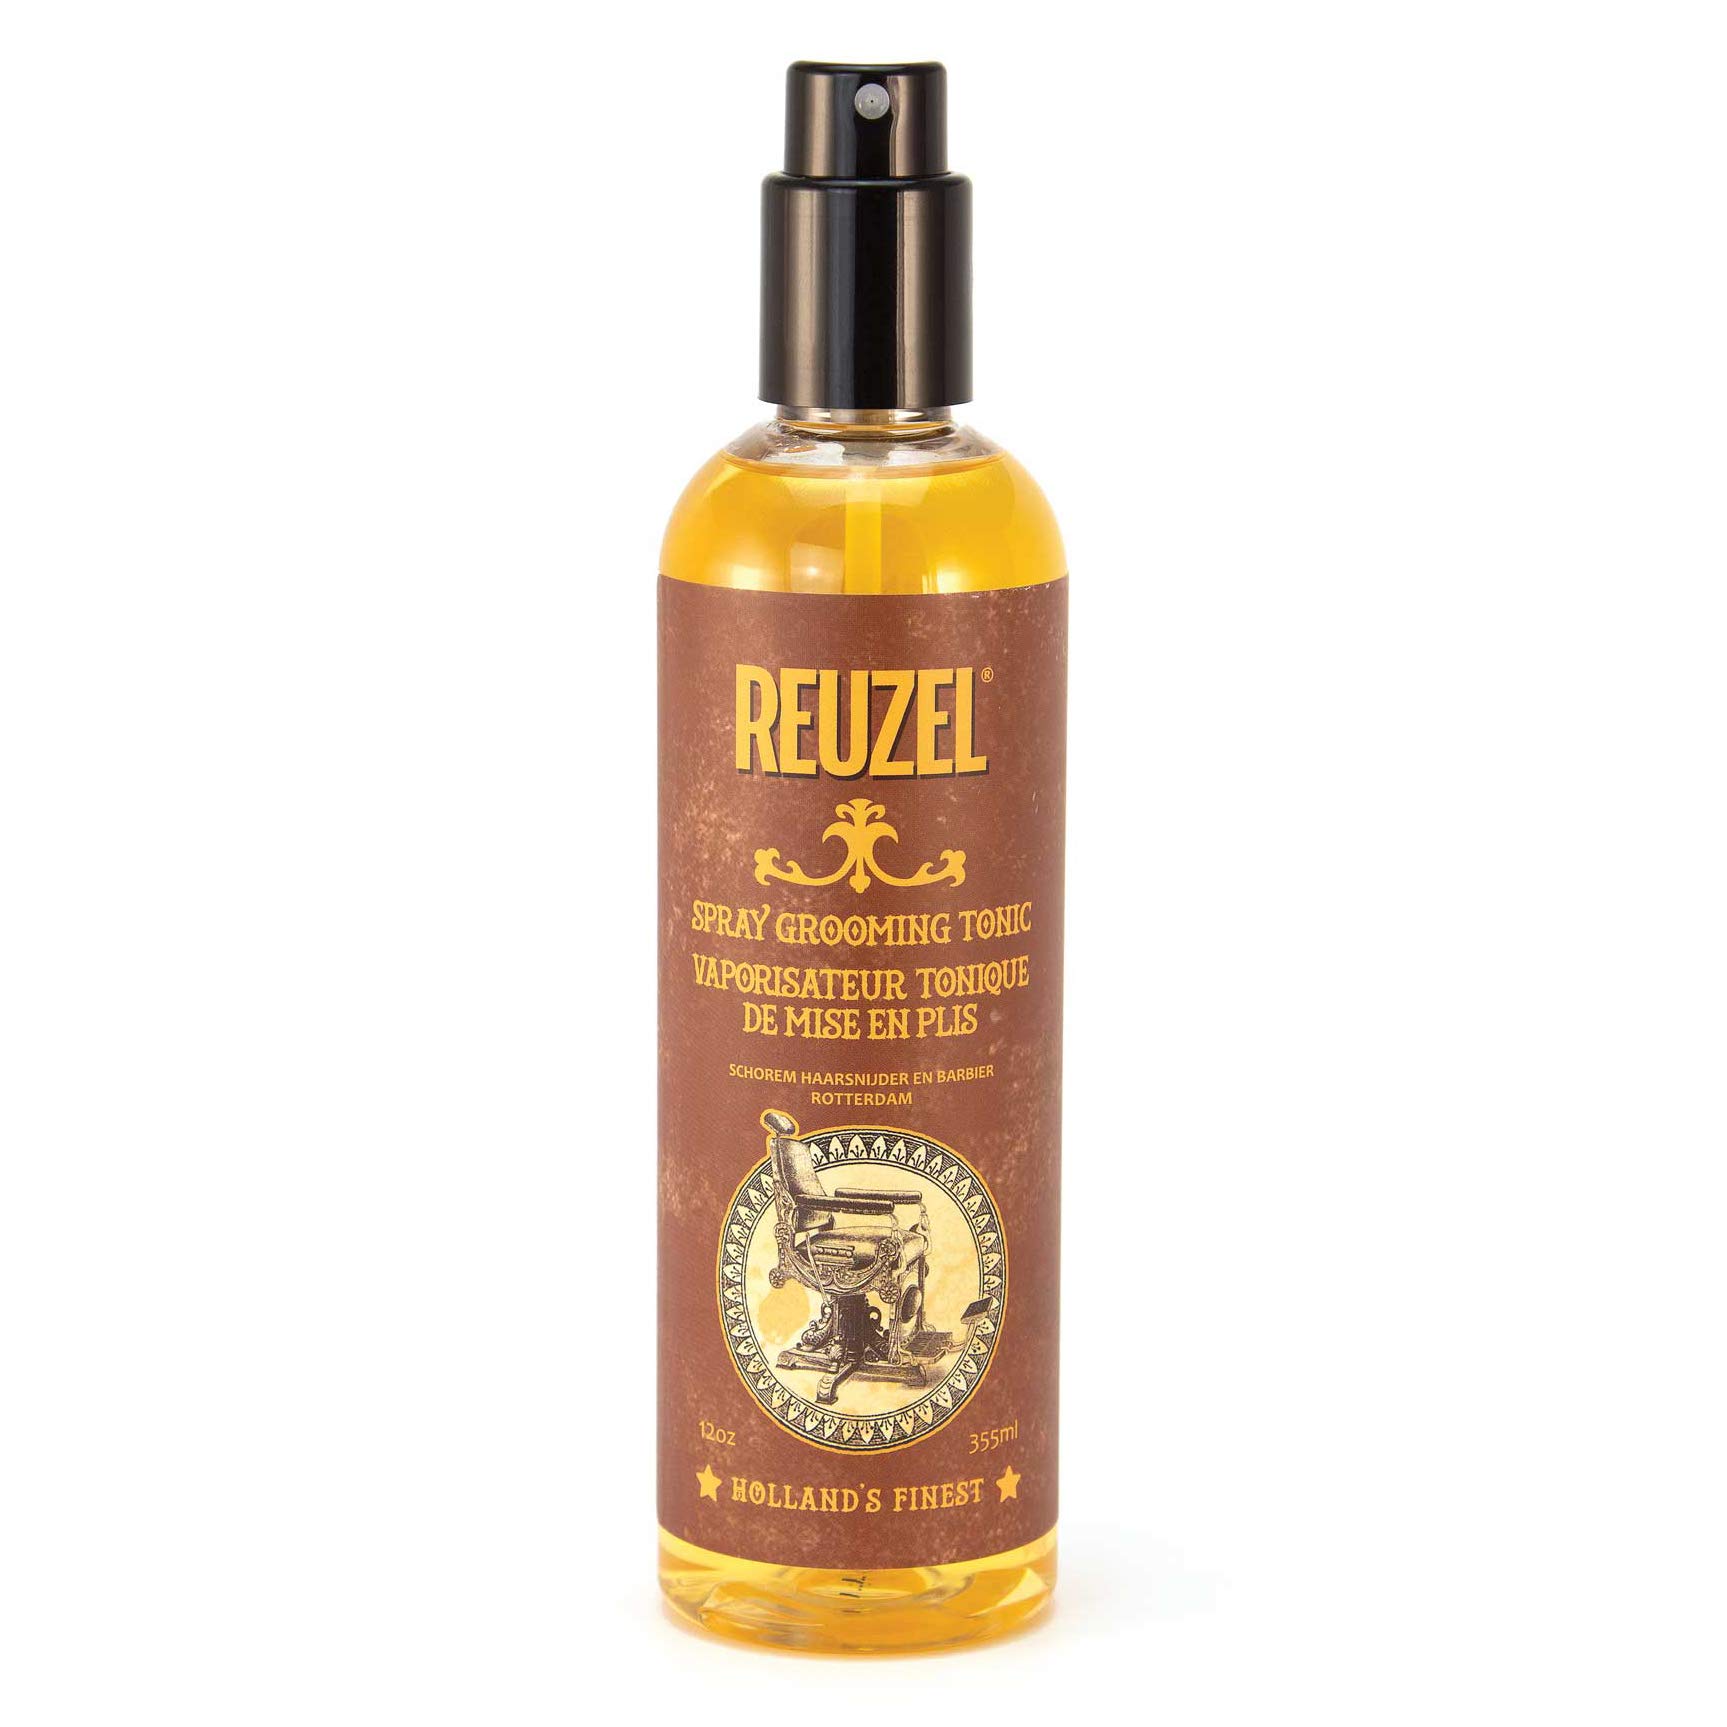 REUZEL®
SPRAY GROOMING TONIC
VAPORISATEUR TONIQUE
DE MISE EN PLIS
SCHOREM HAARSNIJDER EN BARBIER
ROTTERDAM
12oz 355ml
HOLLAND'S FINEST